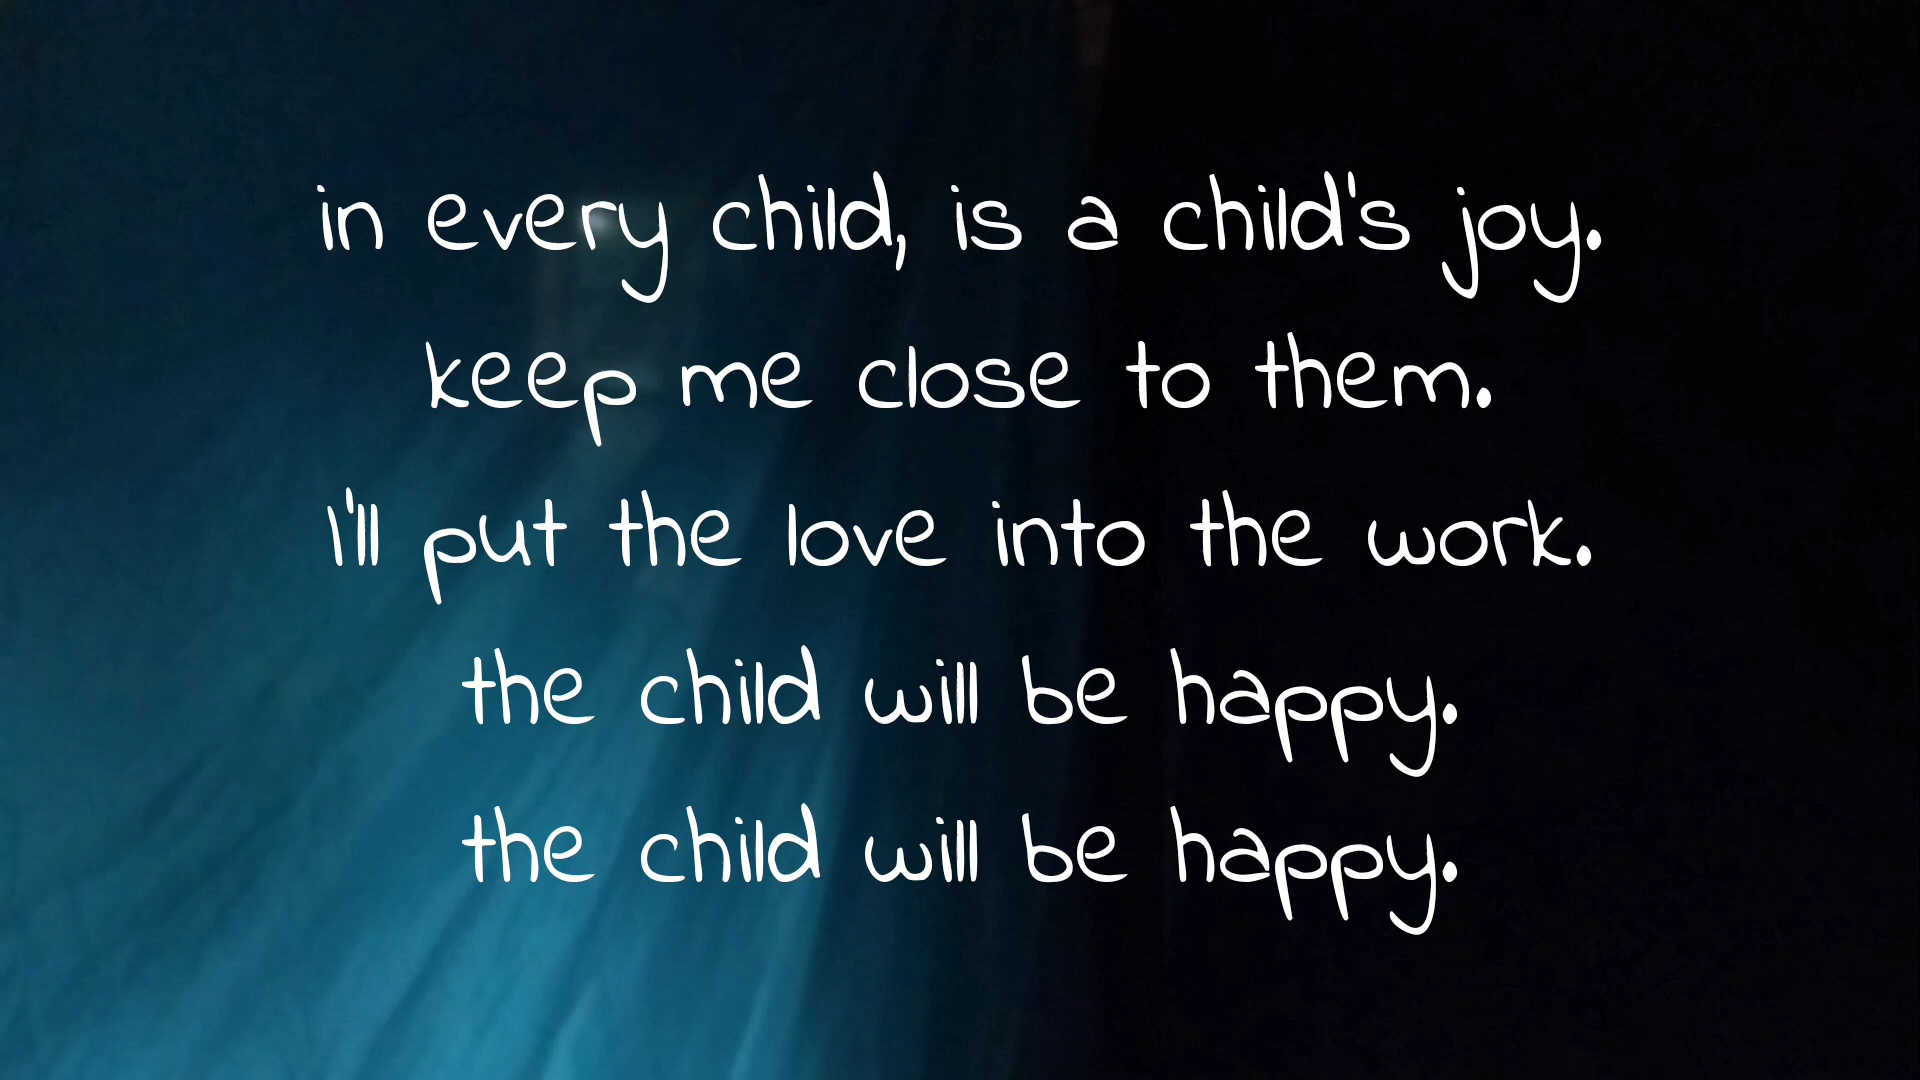 in every child, is a child's joy.
keep me close to them.
I'll put the love into the work.
the child will be happy.
the child will be happy.